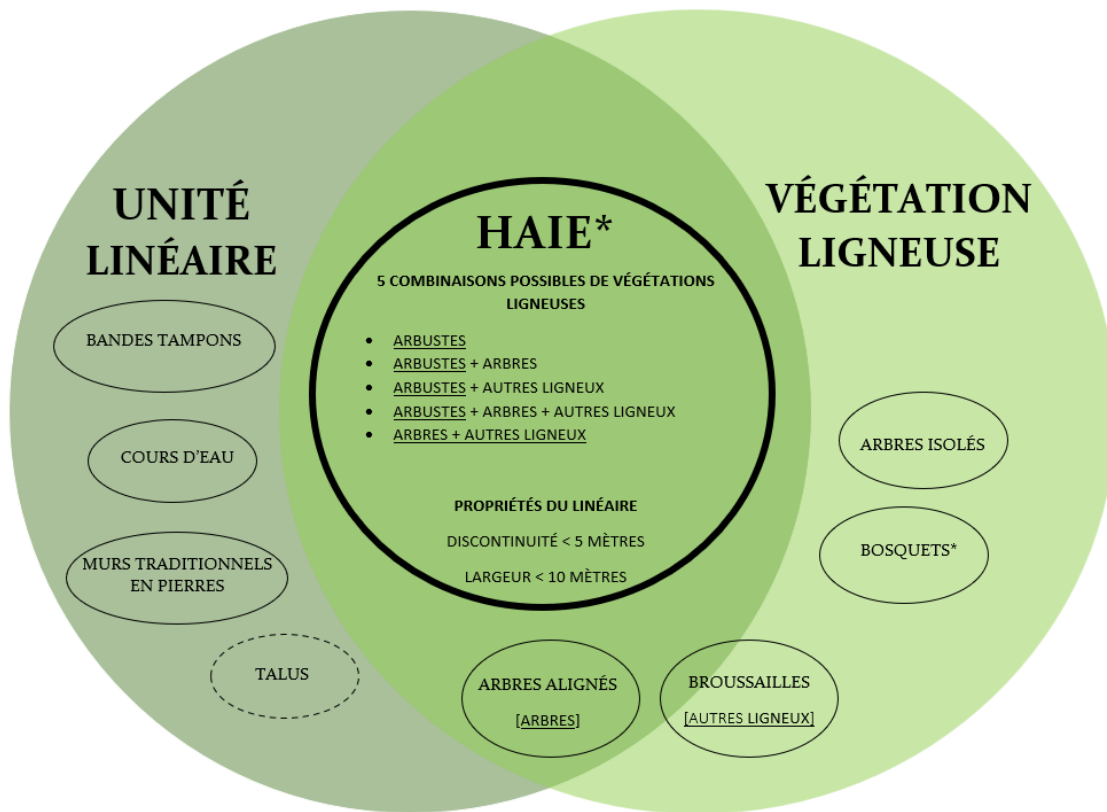 UNITÉ
LINÉAIRE
BANDES TAMPONS
COURS D'EAU
MURS TRADITIONNELS
EN PIERRES
TALUS
HAIE*
5 COMBINAISONS POSSIBLES DE VÉGÉTATIONS
LIGNEUSES
• ARBUSTES
• ARBUSTES + ARBRES
• ARBUSTES + AUTRES LIGNEUX
• ARBUSTES + ARBRES + AUTRES LIGNEUX
• ARBRES + AUTRES LIGNEUX
PROPRIÉTÉS DU LINÉAIRE
DISCONTINUITÉ < 5 MÈTRES
LARGEUR < 10 MÈTRES
ARBRES ALIGNÉS
[ARBRES]
BROUSSAILLES
[AUTRES LIGNEUX]
VÉGÉTATION
LIGNEUSE
ARBRES ISOLÉS
BOSQUETS*